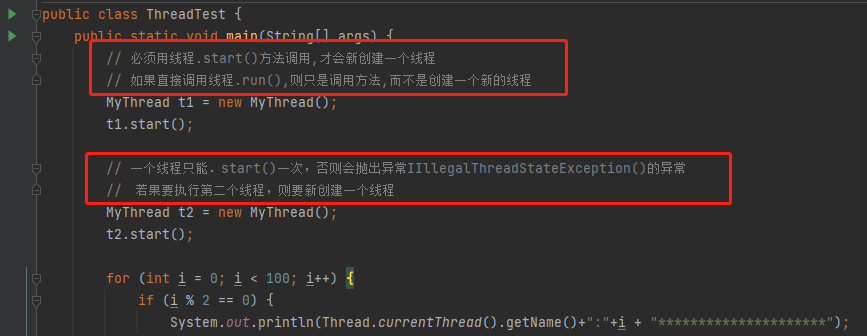 public class ThreadTest {
public static void main(String[] args) {
// 必须用线程.start()方法调用,才会新创建一个线程
// 如果直接调用线程.run(),则只是调用方法,而不是创建一个新的线程
MyThread t1 = new MyThread();
t1.start();
// 一个线程只能. start()一次，否则会抛出异常IIllegalThreadStateException()的异常
// 若果要执行第二个线程，则要新创建一个线程
MyThread t2 = new MyThread();
t2.start();
for (int i = 0; i < 100; i++) {
if (i % 2 == 0) {
System.out.println(Thread.currentThread().getName()+":"+i + "*********************");